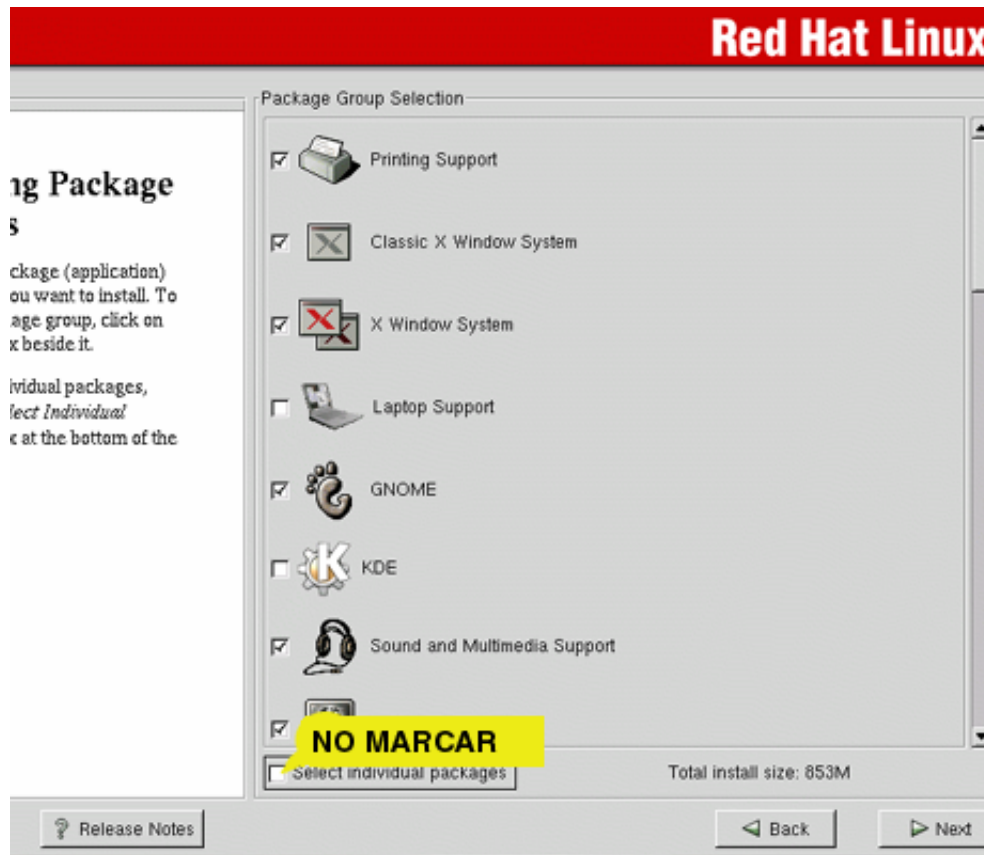 Red Hat Linux
Package Group Selection
ng Package
s
ckage (application)
ou want to install. To
age group, click on
x beside it.
ividual packages,
lect Individual
x at the bottom of the
Printing Support
Classic X Window System
X Window System
Laptop Support
GNOME
KDE
Sound and Multimedia Support
NO MARCAR
Select individual packages
Total install size: 853M
Release Notes
Back
Next